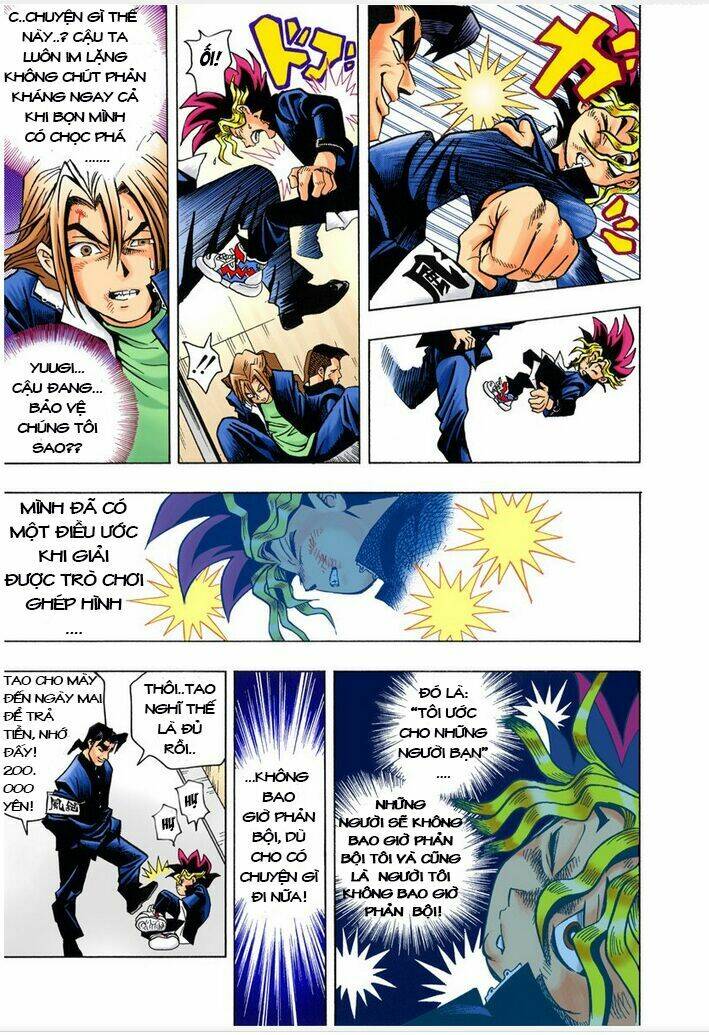 ガッ
ドカッ
ỐI!
!!
C..CHUYỆN GÌ THẾ
NÀY..? CẬU TA
LUÔN IM LẶNG
KHÔNG CHÚT PHẢN
KHÁNG NGAY CẢ
KHI BỌN MÌNH
CÓ CHỌC PHÁ
.......
YUUGI...
CẬU ĐANG...
BẢO VỆ
CHÚNG TÔI
SAO??
MÌNH ĐÃ CÓ
MỘT ĐIỀU ƯỚC
KHI GIẢI
ĐƯỢC TRÒ CHƠI
GHÉP HÌNH
....
ĐÓ LÀ:
"TÔI ƯỚC
CHO NHỮNG
NGƯỜI BẠN"
....
NHỮNG
NGƯỜI SẼ KHÔNG
BAO GIỜ PHẢN
BỘI TÔI VÀ CŨNG
LÀ NGƯỜI TÔI
KHÔNG BAO GIỜ
PHẢN BỘI!
...KHÔNG
BAO
GIỜ PHẢN
BỘI, DÙ
CHO CÓ
CHUYỆN GÌ
ĐI NỮA!
THÔI..TAO
NGHĨ THẾ
LÀ ĐỦ
RỒI..
HỰ
HỰ
TAO CHO MÀY
ĐẾN NGÀY MAI
ĐỂ TRẢ
TIỀN, NHỚ
ĐẤY!
200.
000
YÊN!